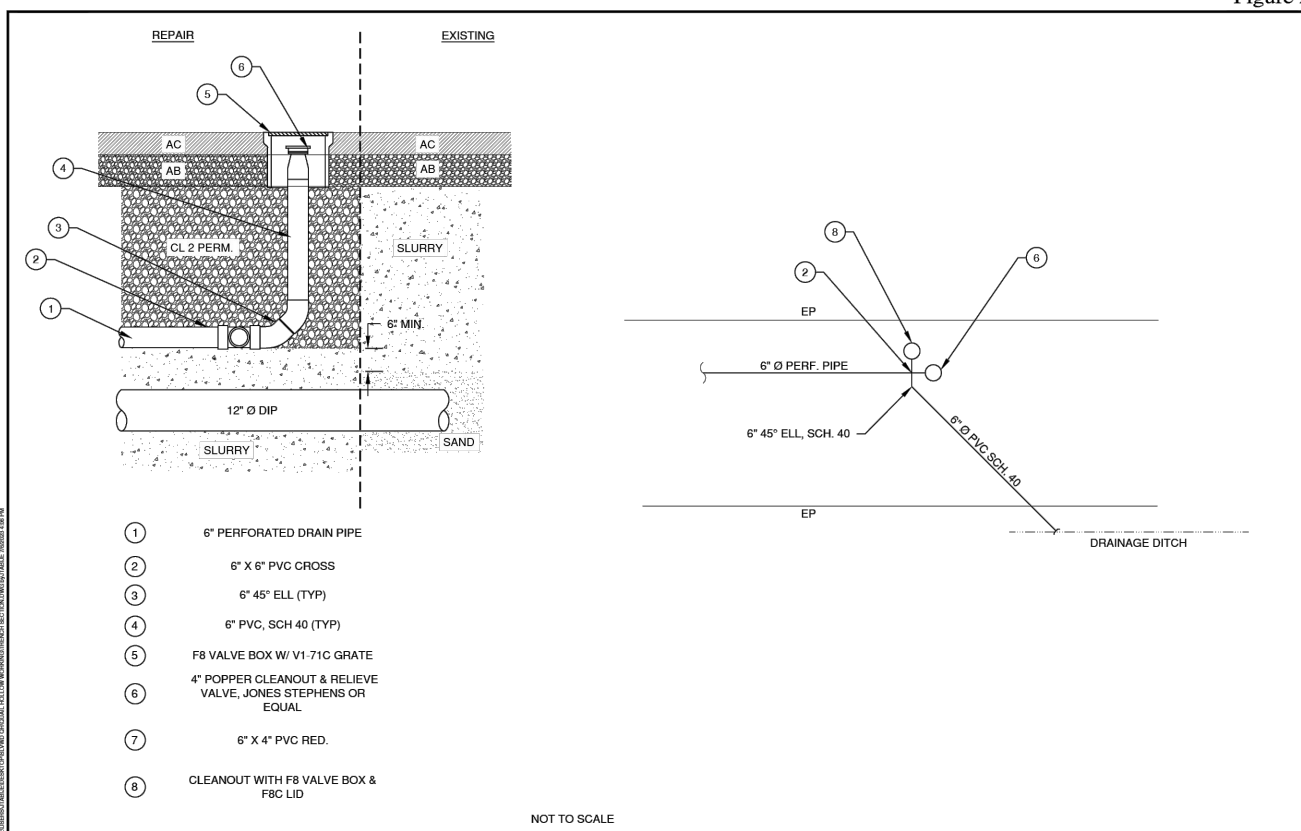 Figure
REPAIR
EXISTING
6
5
AC
AC
AB
AB
4
3
CL 2 PERM.
SLURRY
2
1
6" MIN.
12" Ø DIP
SAND
SLURRY
8
2
6
EP
6" Ø PERF. PIPE
6" 45° ELL, SCH. 40
6" Ø PVC SCH. 40
EP
DRAINAGE DITCH
1 6" PERFORATED DRAIN PIPE
2 6" X 6" PVC CROSS
3 6" 45° ELL (TYP)
4 6" PVC, SCH 40 (TYP)
5 F8 VALVE BOX W/ V1-71C GRATE
6 4" POPPER CLEANOUT & RELIEVE
VALVE, JONES STEPHENS OR
EQUAL
7 6" X 4" PVC RED.
8 CLEANOUT WITH F8 VALVE BOX &
F8C LID
NOT TO SCALE